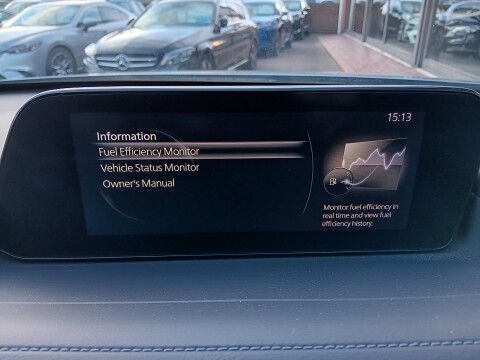 15:13
Information
Fuel Efficiency Monitor
Vehicle Status Monitor
Owner's Manual
Monitor fuel efficiency in
real time and view fuel
efficiency history.